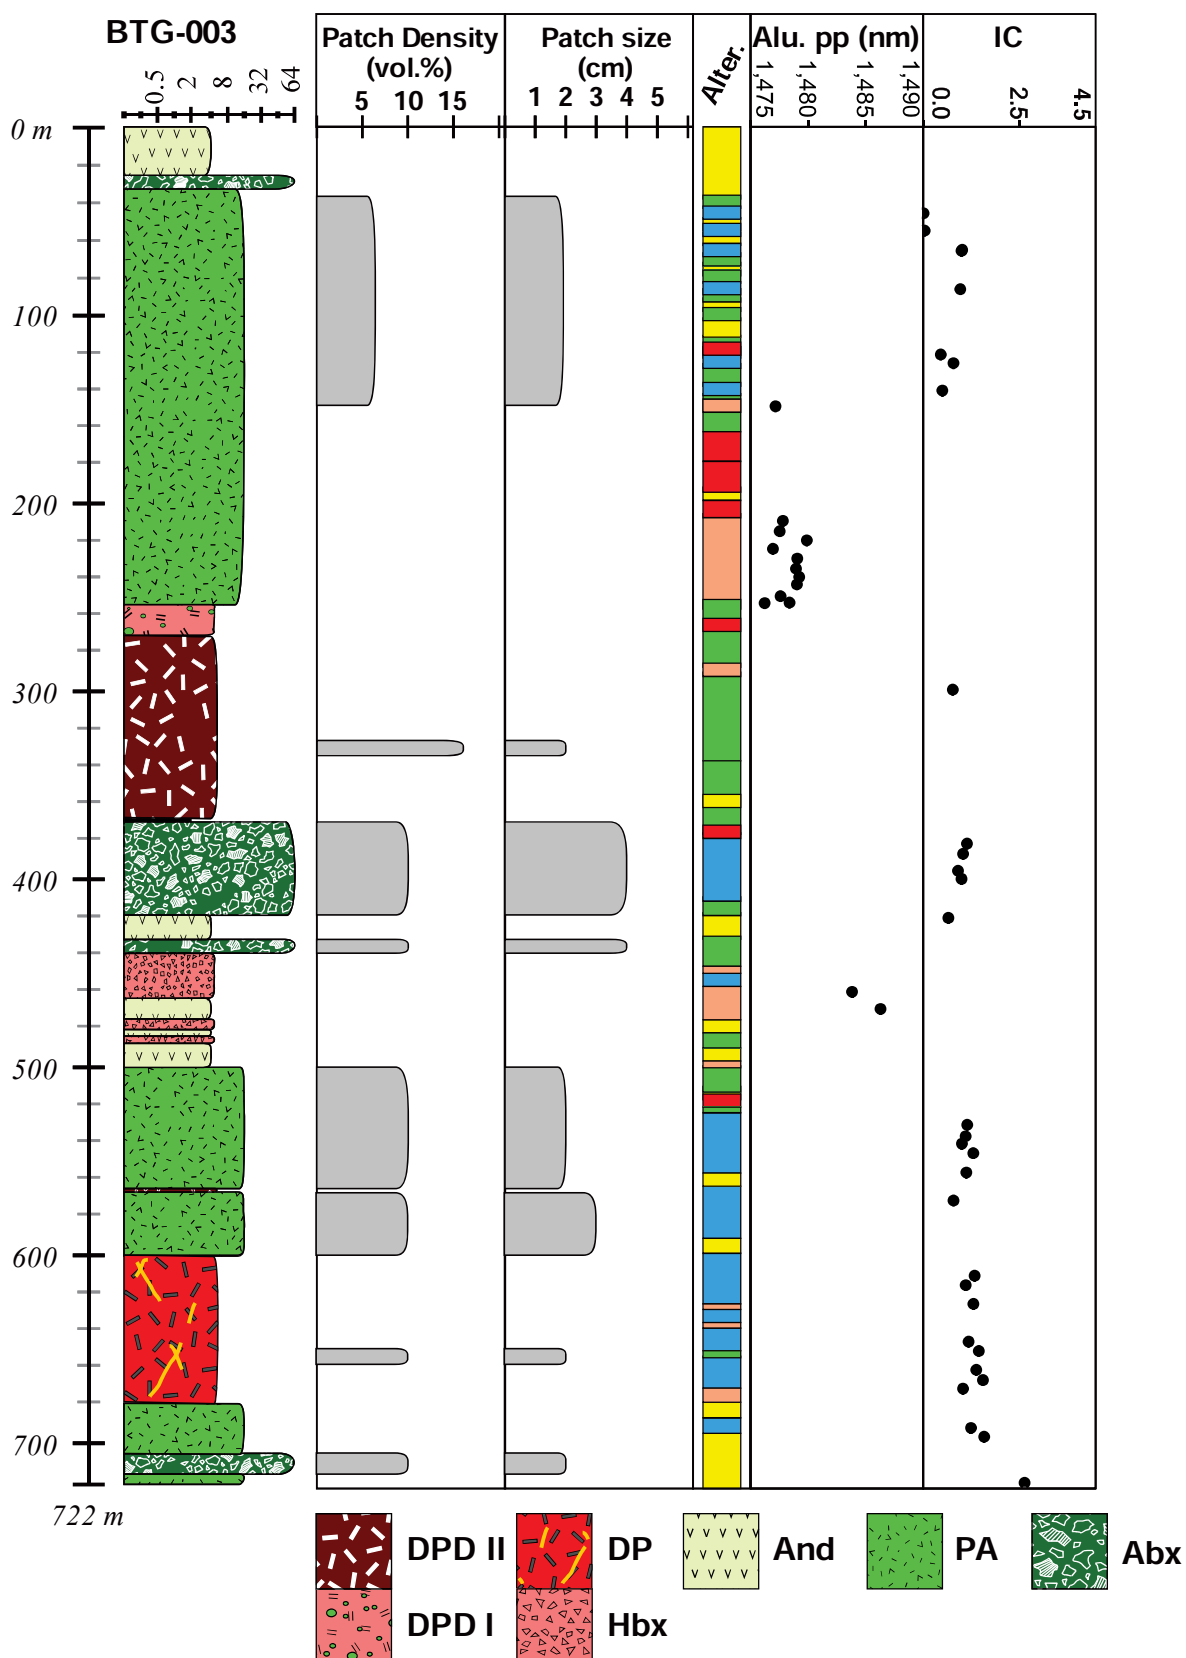 BTG-003
0.5 2 8 32 64
Patch Density
(vol.%)
5 10 15
Patch size
(cm)
1 2 3 4 5
Alter.
Alu. pp (nm)
1,475 1,480 1,485 1,490
IC
0.0 2.5 4.5
0 m
100
200
300
400
500
600
700
722 m
DPD II DP And PA Abx
DPD I Hbx